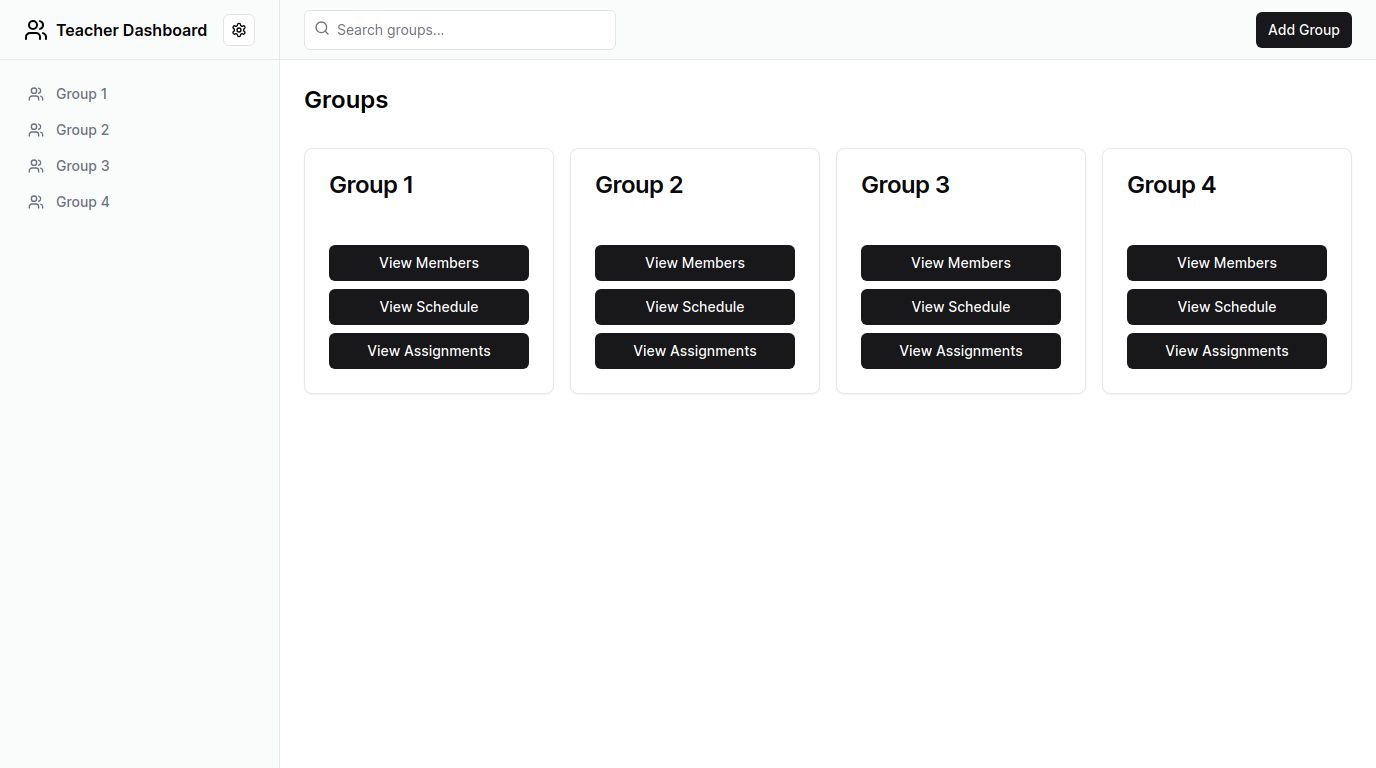 Teacher Dashboard
Search groups...
Add Group
Group 1
Group 2
Group 3
Group 4
Groups
Group 1
View Members
View Schedule
View Assignments
Group 2
View Members
View Schedule
View Assignments
Group 3
View Members
View Schedule
View Assignments
Group 4
View Members
View Schedule
View Assignments